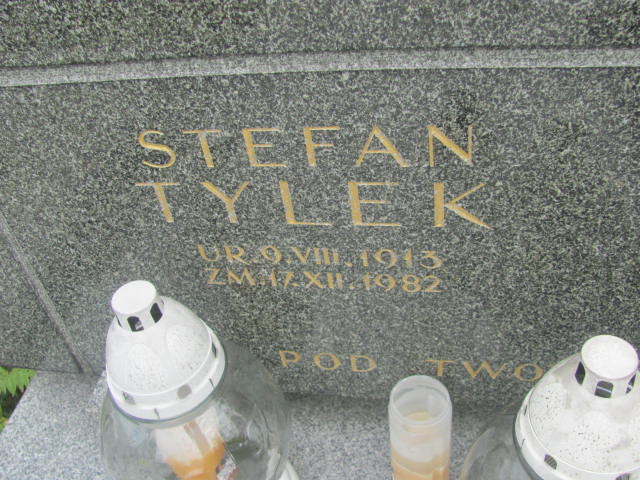 STEFAN
TYLEK
UR. 9. VIII. 1913
ZM. 17. XII. 1982
POD TWO